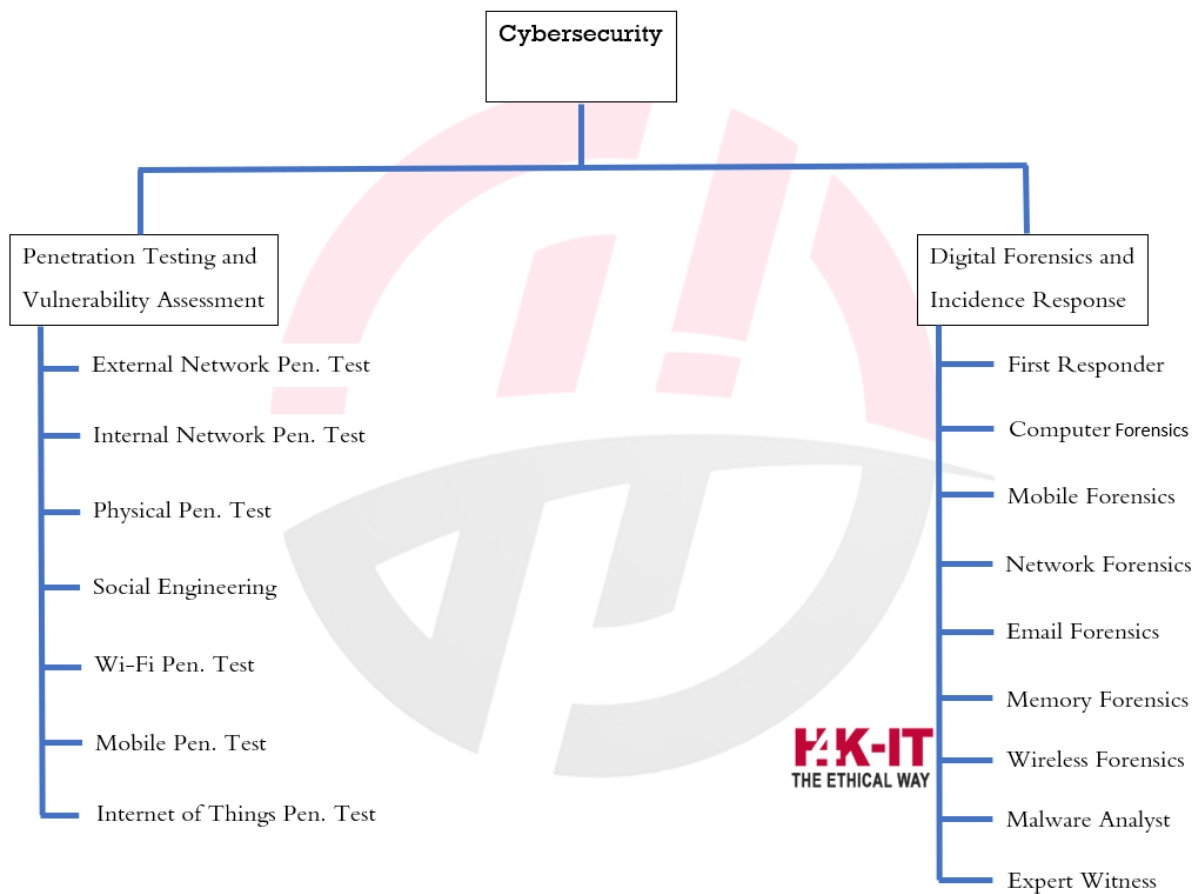 Cybersecurity
Penetration Testing and
Vulnerability Assessment
External Network Pen. Test
Internal Network Pen. Test
Physical Pen. Test
Social Engineering
Wi-Fi Pen. Test
Mobile Pen. Test
Internet of Things Pen. Test
Digital Forensics and
Incidence Response
First Responder
Computer Forensics
Mobile Forensics
Network Forensics
Email Forensics
Memory Forensics
Wireless Forensics
Malware Analyst
Expert Witness
H4K-IT
THE ETHICAL WAY